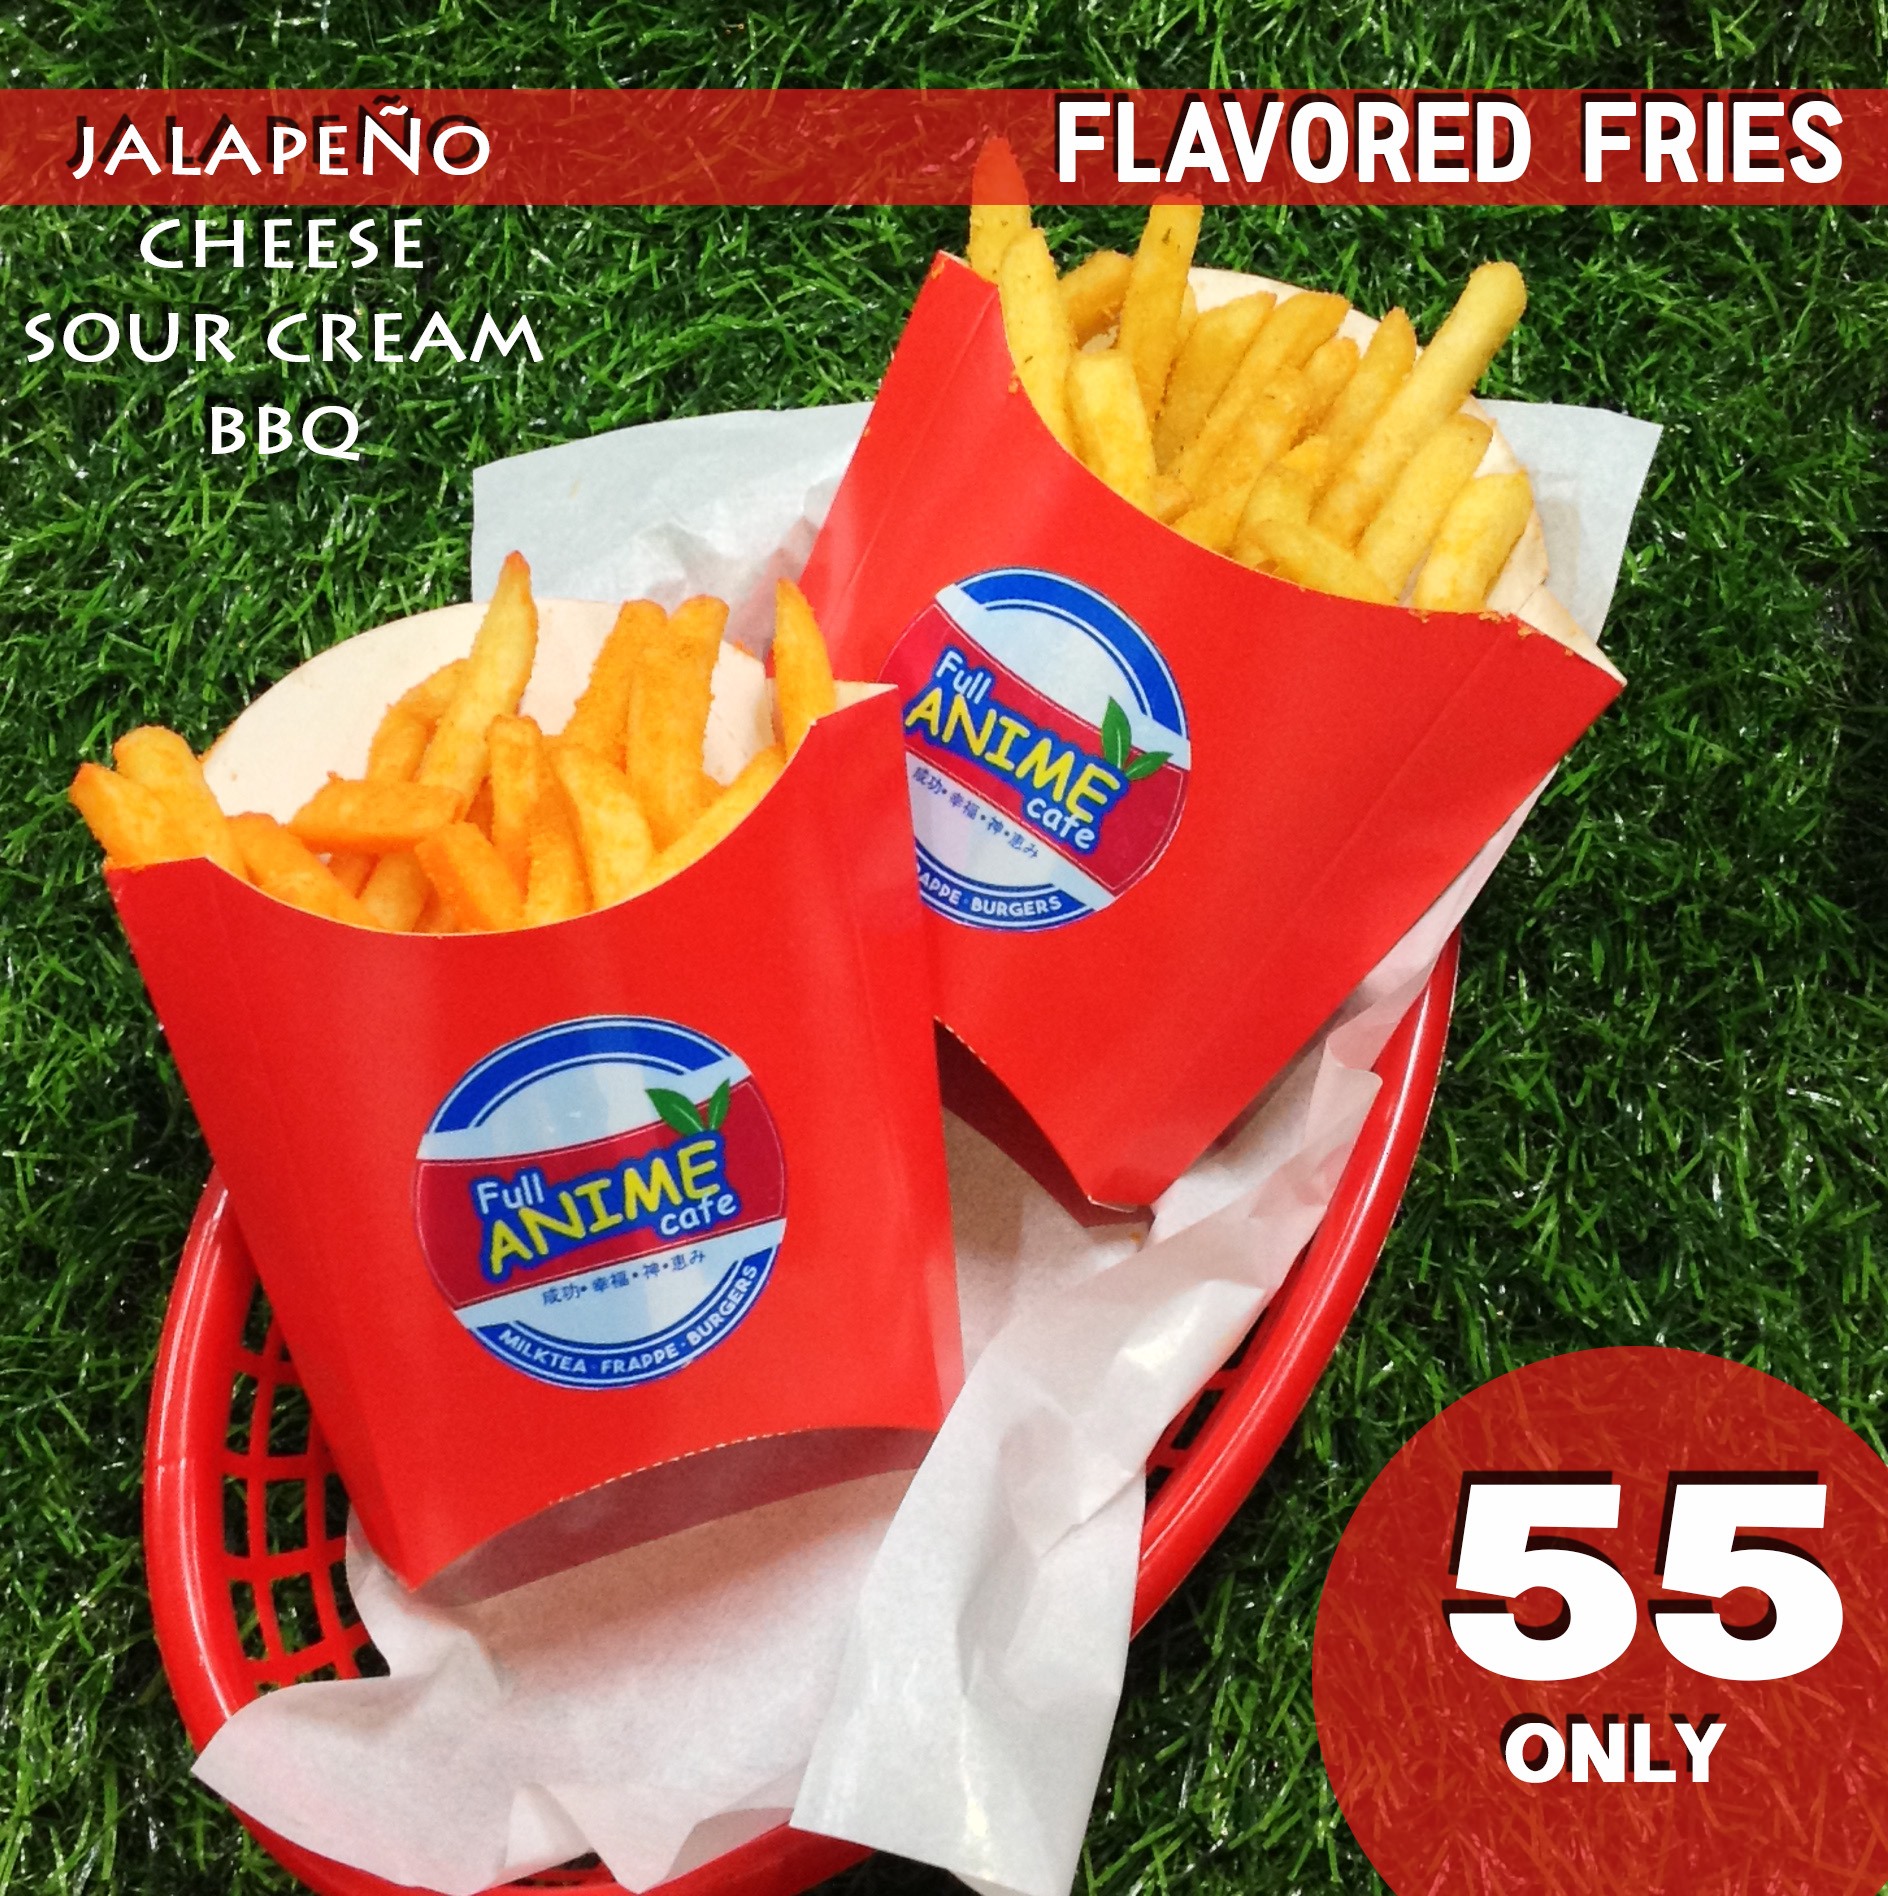 JALAPEÑO
FLAVORED FRIES
CHEESE
SOUR CREAM
BBQ
Full
ANIME
cafe
成功•幸福•神•恵み
RAPPE · BURGERS
Full
ANIME
cafe
成功•幸福•神•恵み
MILKTEA · FRAPPE · BURGERS
55
ONLY